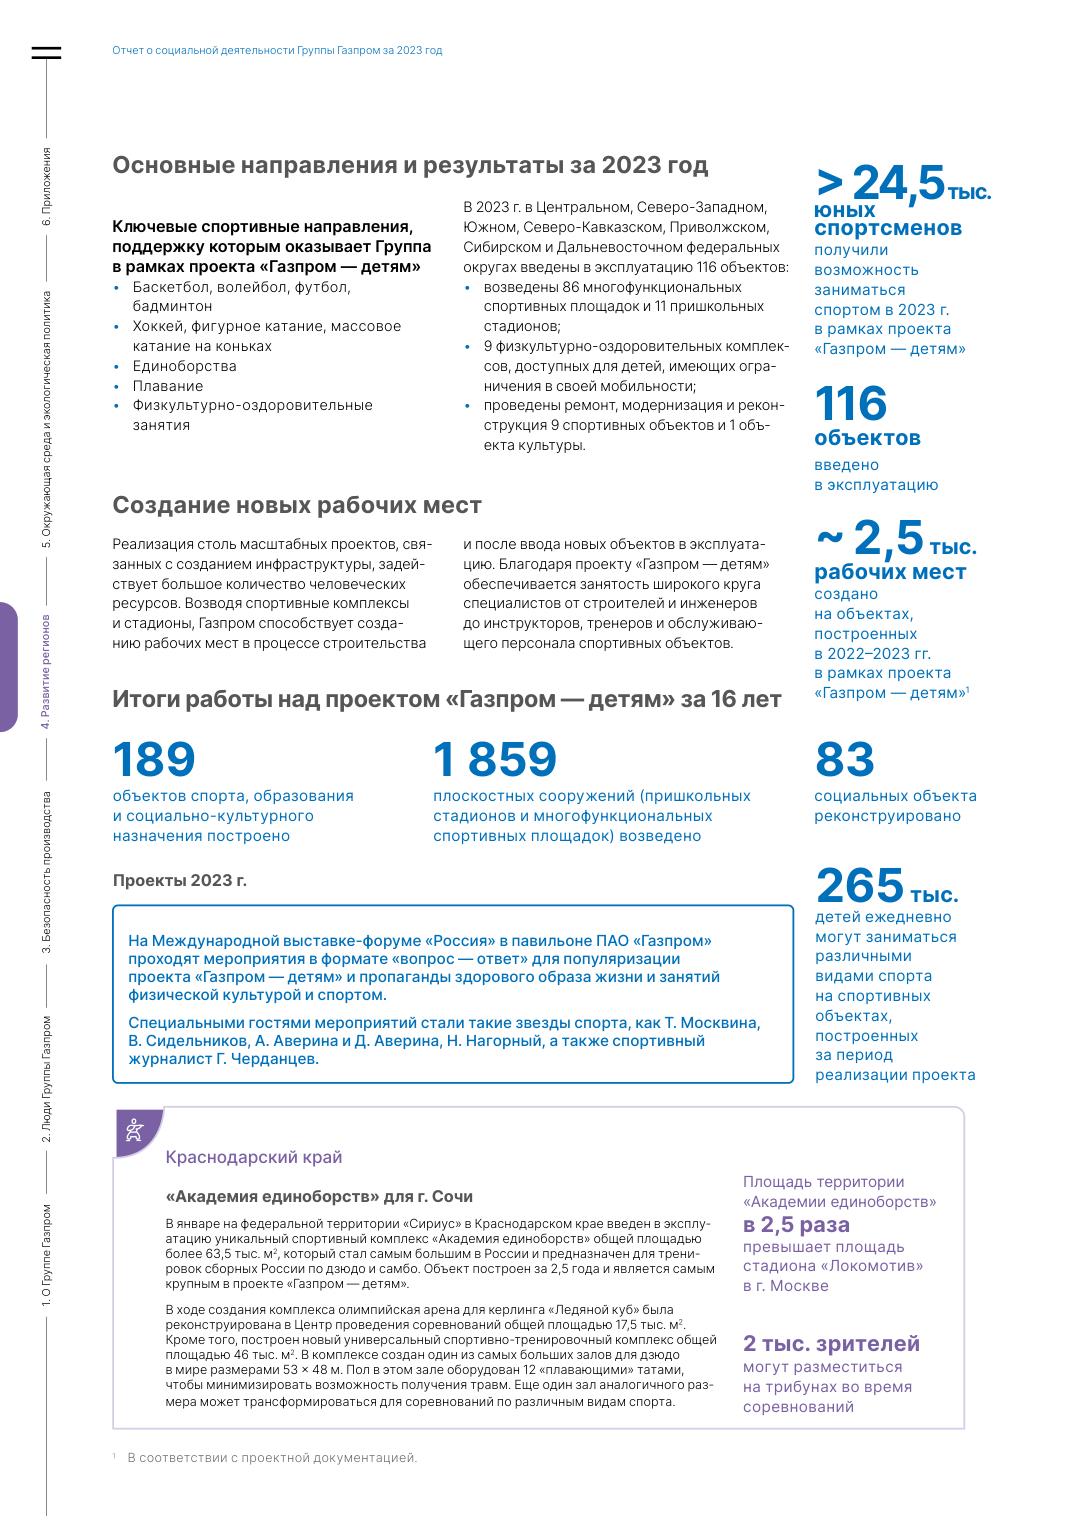 Отчет о социальной деятельности Группы Газпром за 2023 год
6. Приложения
5. Окружающая среда и экологическая политика
4. Развитие регионов
3. Безопасность производства
2. Люди Группы Газпром
1. О Группе Газпром
Основные направления и результаты за 2023 год
Ключевые спортивные направления,
поддержку которым оказывает Группа
в рамках проекта «Газпром — детям»
• Баскетбол, волейбол, футбол,
бадминтон
• Хоккей, фигурное катание, массовое
катание на коньках
• Единоборства
• Плавание
• Физкультурно-оздоровительные
занятия
В 2023 г. в Центральном, Северо-Западном,
Южном, Северо-Кавказском, Приволжском,
Сибирском и Дальневосточном федеральных
округах введены в эксплуатацию 116 объектов:
• возведены 86 многофункциональных
спортивных площадок и 11 пришкольных
стадионов;
• 9 физкультурно-оздоровительных комплек-
сов, доступных для детей, имеющих огра-
ничения в своей мобильности;
• проведены ремонт, модернизация и рекон-
струкция 9 спортивных объектов и 1 объ-
екта культуры.
> 24,5 тыс.
юных
спортсменов
получили
возможность
заниматься
спортом в 2023 г.
в рамках проекта
«Газпром — детям»
116
объектов
введено
в эксплуатацию
~ 2,5 тыс.
рабочих мест
создано
на объектах,
построенных
в 2022–2023 гг.
в рамках проекта
«Газпром — детям»¹
Создание новых рабочих мест
Реализация столь масштабных проектов, свя-
занных с созданием инфраструктуры, задей-
ствует большое количество человеческих
ресурсов. Возводя спортивные комплексы
и стадионы, Газпром способствует созда-
нию рабочих мест в процессе строительства
и после ввода новых объектов в эксплуата-
цию. Благодаря проекту «Газпром — детям»
обеспечивается занятость широкого круга
специалистов от строителей и инженеров
до инструкторов, тренеров и обслуживаю-
щего персонала спортивных объектов.
Итоги работы над проектом «Газпром — детям» за 16 лет
189
объектов спорта, образования
и социально-культурного
назначения построено
1 859
плоскостных сооружений (пришкольных
стадионов и многофункциональных
спортивных площадок) возведено
83
социальных объекта
реконструировано
265 тыс.
детей ежедневно
могут заниматься
различными
видами спорта
на спортивных
объектах,
построенных
за период
реализации проекта
Проекты 2023 г.
На Международной выставке-форуме «Россия» в павильоне ПАО «Газпром»
проходят мероприятия в формате «вопрос — ответ» для популяризации
проекта «Газпром — детям» и пропаганды здорового образа жизни и занятий
физической культурой и спортом.
Специальными гостями мероприятий стали такие звезды спорта, как Т. Москвина,
В. Сидельников, А. Аверина и Д. Аверина, Н. Нагорный, а также спортивный
журналист Г. Черданцев.
Краснодарский край
«Академия единоборств» для г. Сочи
В январе на федеральной территории «Сириус» в Краснодарском крае введен в эксплу-
атацию уникальный спортивный комплекс «Академия единоборств» общей площадью
более 63,5 тыс. м², который стал самым большим в России и предназначен для трени-
ровок сборных России по дзюдо и самбо. Объект построен за 2,5 года и является самым
крупным в проекте «Газпром — детям».
В ходе создания комплекса олимпийская арена для керлинга «Ледяной куб» была
реконструирована в Центр проведения соревнований общей площадью 17,5 тыс. м².
Кроме того, построен новый универсальный спортивно-тренировочный комплекс общей
площадью 46 тыс. м². В комплексе создан один из самых больших залов для дзюдо
в мире размерами 53 × 48 м. Пол в этом зале оборудован 12 «плавающими» татами,
чтобы минимизировать возможность получения травм. Еще один зал аналогичного раз-
мера может трансформироваться для соревнований по различным видам спорта.
Площадь территории
«Академии единоборств»
в 2,5 раза
превышает площадь
стадиона «Локомотив»
в г. Москве
2 тыс. зрителей
могут разместиться
на трибунах во время
соревнований
¹ В соответствии с проектной документацией.